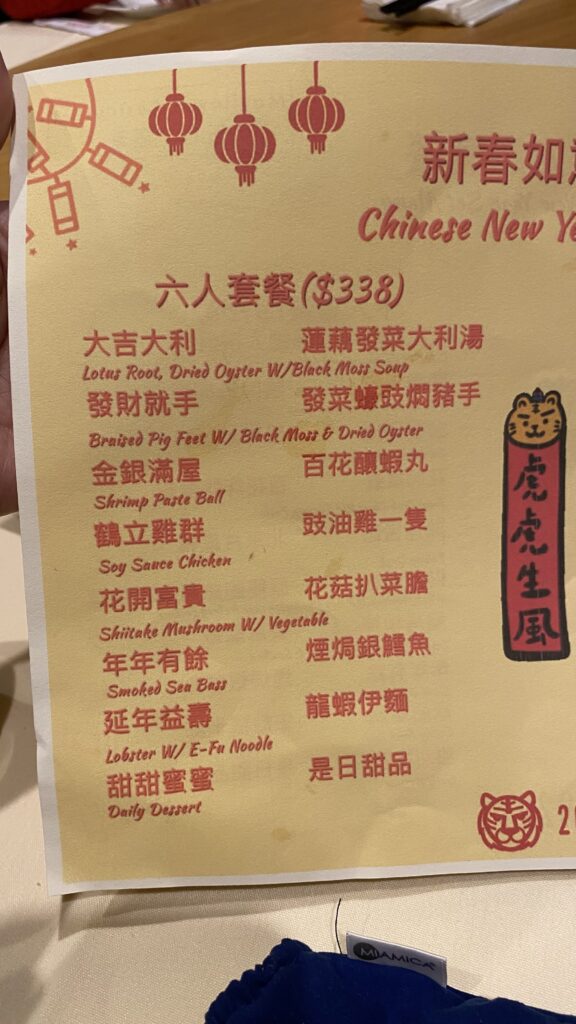 新春如意
Chinese New Ye
六人套餐($338)
大吉大利 蓮藕發菜大利湯
Lotus Root, Dried Oyster W/Black Moss Soup
發財就手 發菜蠔豉燜豬手
Braised Pig Feet W/ Black Moss & Dried Oyster
金銀滿屋 百花釀蝦丸
Shrimp Paste Ball
鶴立雞群 豉油雞一隻
Soy Sauce Chicken
花開富貴 花菇扒菜膽
Shiitake Mushroom W/ Vegetable
年年有餘 煙焗銀鱈魚
Smoked Sea Bass
延年益壽 龍蝦伊麵
Lobster W/ E-Fu Noodle
甜甜蜜蜜 是日甜品
Daily Dessert
虎虎生風
2
MIAMICA